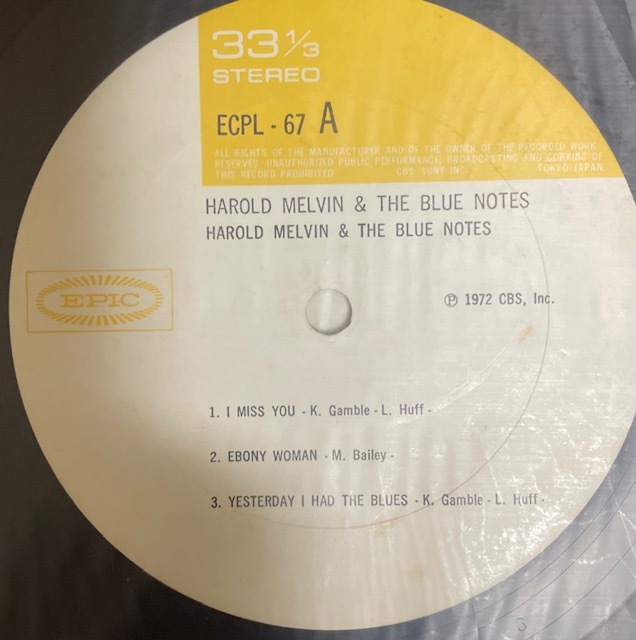 33 1/3
STEREO
ECPL - 67 A
ALL RIGHTS OF THE MANUFACTURER AND OF THE OWNER OF THE RECORDED WORK
RESERVED. UNAUTHORIZED PUBLIC PERFORMANCE, BROADCASTING AND COPYING OF
THIS RECORD PROHIBITED CBS/SONY INC. TOKYO JAPAN
HAROLD MELVIN & THE BLUE NOTES
HAROLD MELVIN & THE BLUE NOTES
EPIC
℗ 1972 CBS, Inc.
1. I MISS YOU - K. Gamble - L. Huff -
2. EBONY WOMAN - M. Bailey -
3. YESTERDAY I HAD THE BLUES - K. Gamble - L. Huff -